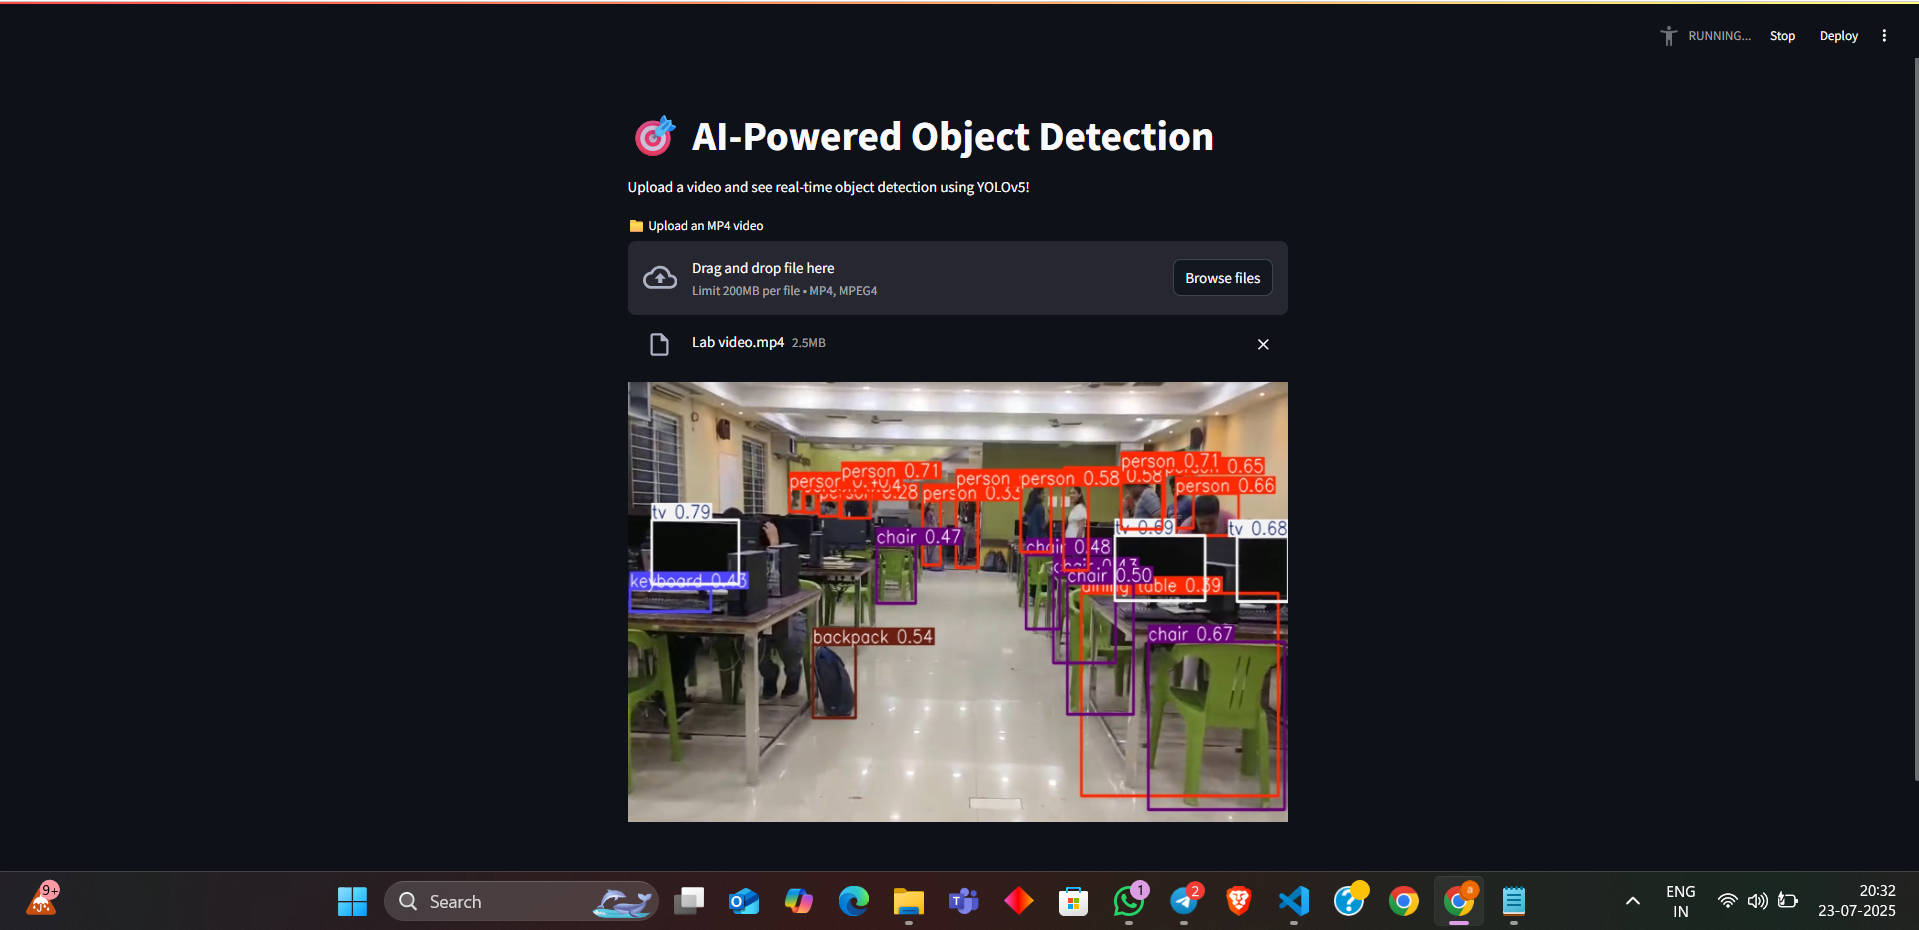 RUNNING...
Stop
Deploy
AI-Powered Object Detection
Upload a video and see real-time object detection using YOLOv5!
Upload an MP4 video
Drag and drop file here
Limit 200MB per file • MP4, MPEG4
Browse files
Lab video.mp4 2.5MB
person 0.71
person 0.65
person 0.71
person
person 0.58
0.58
person 0.66
person 0.33
tv 0.79
tv 0.69
tv 0.68
chair 0.47
chair 0.48
chair 0.50
keyboard 0.43
dining table 0.39
backpack 0.54
chair 0.67
9+
Search
1
2
ENG
IN
20:32
23-07-2025